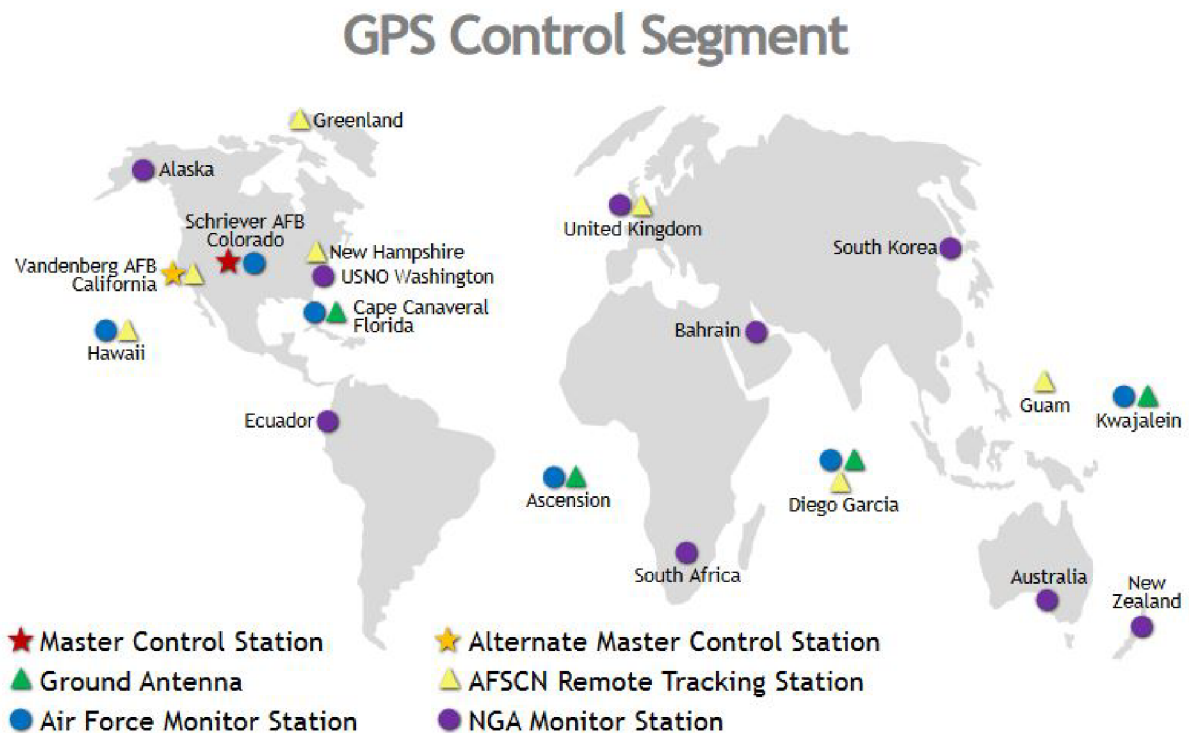 GPS Control Segment
Greenland
Alaska
Schriever AFB
Colorado
Vandenberg AFB
California
New Hampshire
USNO Washington
Cape Canaveral
Florida
Hawaii
United Kingdom
South Korea
Bahrain
Guam
Kwajalein
Ecuador
Ascension
Diego Garcia
South Africa
Australia
New
Zealand
Master Control Station
Alternate Master Control Station
Ground Antenna
AFSCN Remote Tracking Station
Air Force Monitor Station
NGA Monitor Station